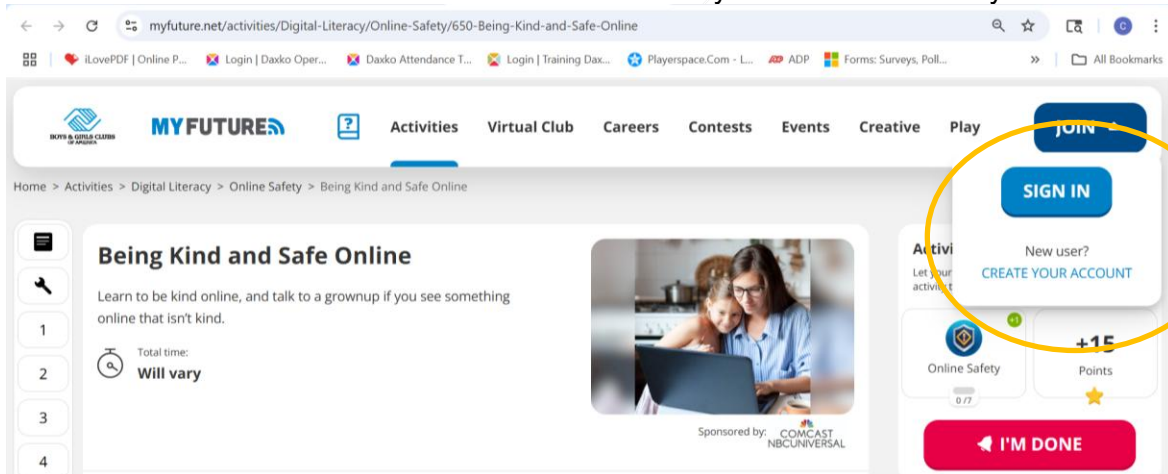 myfuture.net/activities/Digital-Literacy/Online-Safety/650-Being-Kind-and-Safe-Online
iLovePDF | Online P... Login | Daxko Oper... Daxko Attendance T... Login | Training Dax... Playerspace.Com - L... ADP Forms: Surveys, Poll... » All Bookmarks
BOYS & GIRLS CLUBS
OF AMERICA
MYFUTURE Activities Virtual Club Careers Contests Events Creative Play JOIN
Home > Activities > Digital Literacy > Online Safety > Being Kind and Safe Online
SIGN IN
New user?
CREATE YOUR ACCOUNT
Being Kind and Safe Online
Learn to be kind online, and talk to a grownup if you see something
online that isn't kind.
Total time:
Will vary
1
2
3
4
Sponsored by: COMCAST
NBCUNIVERSAL
Let your
activity t
+1
Online Safety
0/7
+15
Points
I'M DONE